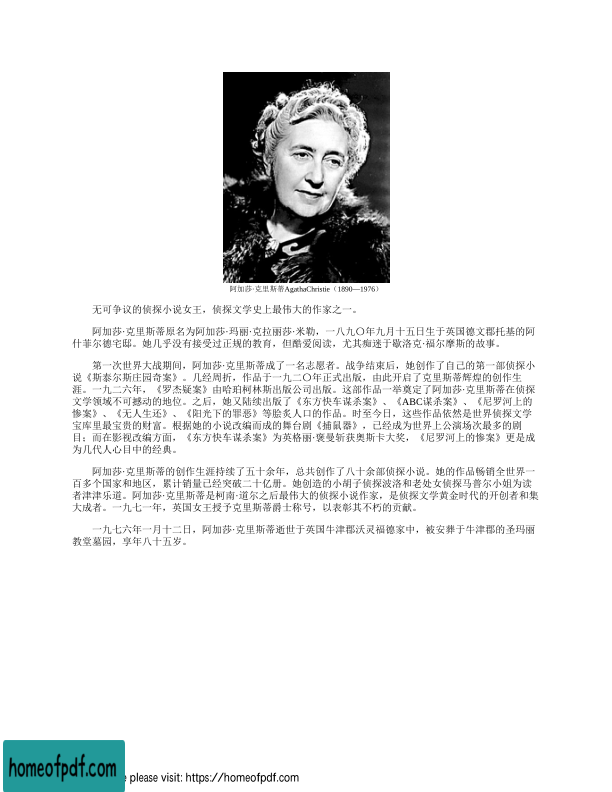 阿加莎·克里斯蒂AgathaChristie（1890—1976）
无可争议的侦探小说女王，侦探文学史上最伟大的作家之一。
阿加莎·克里斯蒂原名为阿加莎·玛丽·克拉丽莎·米勒，一八九〇年九月十五日生于英国德文郡托基的阿
什菲尔德宅邸。她几乎没有接受过正规的教育，但酷爱阅读，尤其痴迷于歇洛克·福尔摩斯的故事。
第一次世界大战期间，阿加莎·克里斯蒂成了一名志愿者。战争结束后，她创作了自己的第一部侦探小
说《斯泰尔斯庄园奇案》。几经周折，作品于一九二〇年正式出版，由此开启了克里斯蒂辉煌的创作生
涯。一九二六年，《罗杰疑案》由哈珀柯林斯出版公司出版。这部作品一举奠定了阿加莎·克里斯蒂在侦探
文学领域不可撼动的地位。之后，她又陆续出版了《东方快车谋杀案》、《ABC谋杀案》、《尼罗河上的
惨案》、《无人生还》、《阳光下的罪恶》等脍炙人口的作品。时至今日，这些作品依然是世界侦探文学
宝库里最宝贵的财富。根据她的小说改编而成的舞台剧《捕鼠器》，已经成为世界上公演场次最多的剧
目；而在影视改编方面，《东方快车谋杀案》为英格丽·褒曼斩获奥斯卡大奖，《尼罗河上的惨案》更是成
为几代人心目中的经典。
阿加莎·克里斯蒂的创作生涯持续了五十余年，总共创作了八十余部侦探小说。她的作品畅销全世界一
百多个国家和地区，累计销量已经突破二十亿册。她创造的小胡子侦探波洛和老处女侦探马普尔小姐为读
者津津乐道。阿加莎·克里斯蒂是柯南·道尔之后最伟大的侦探小说作家，是侦探文学黄金时代的开创者和集
大成者。一九七一年，英国女王授予克里斯蒂爵士称号，以表彰其不朽的贡献。
一九七六年一月十二日，阿加莎·克里斯蒂逝世于英国牛津郡沃灵福德家中，被安葬于牛津郡的圣玛丽
教堂墓园，享年八十五岁。
homeofpdf.com
please visit: https://homeofpdf.com